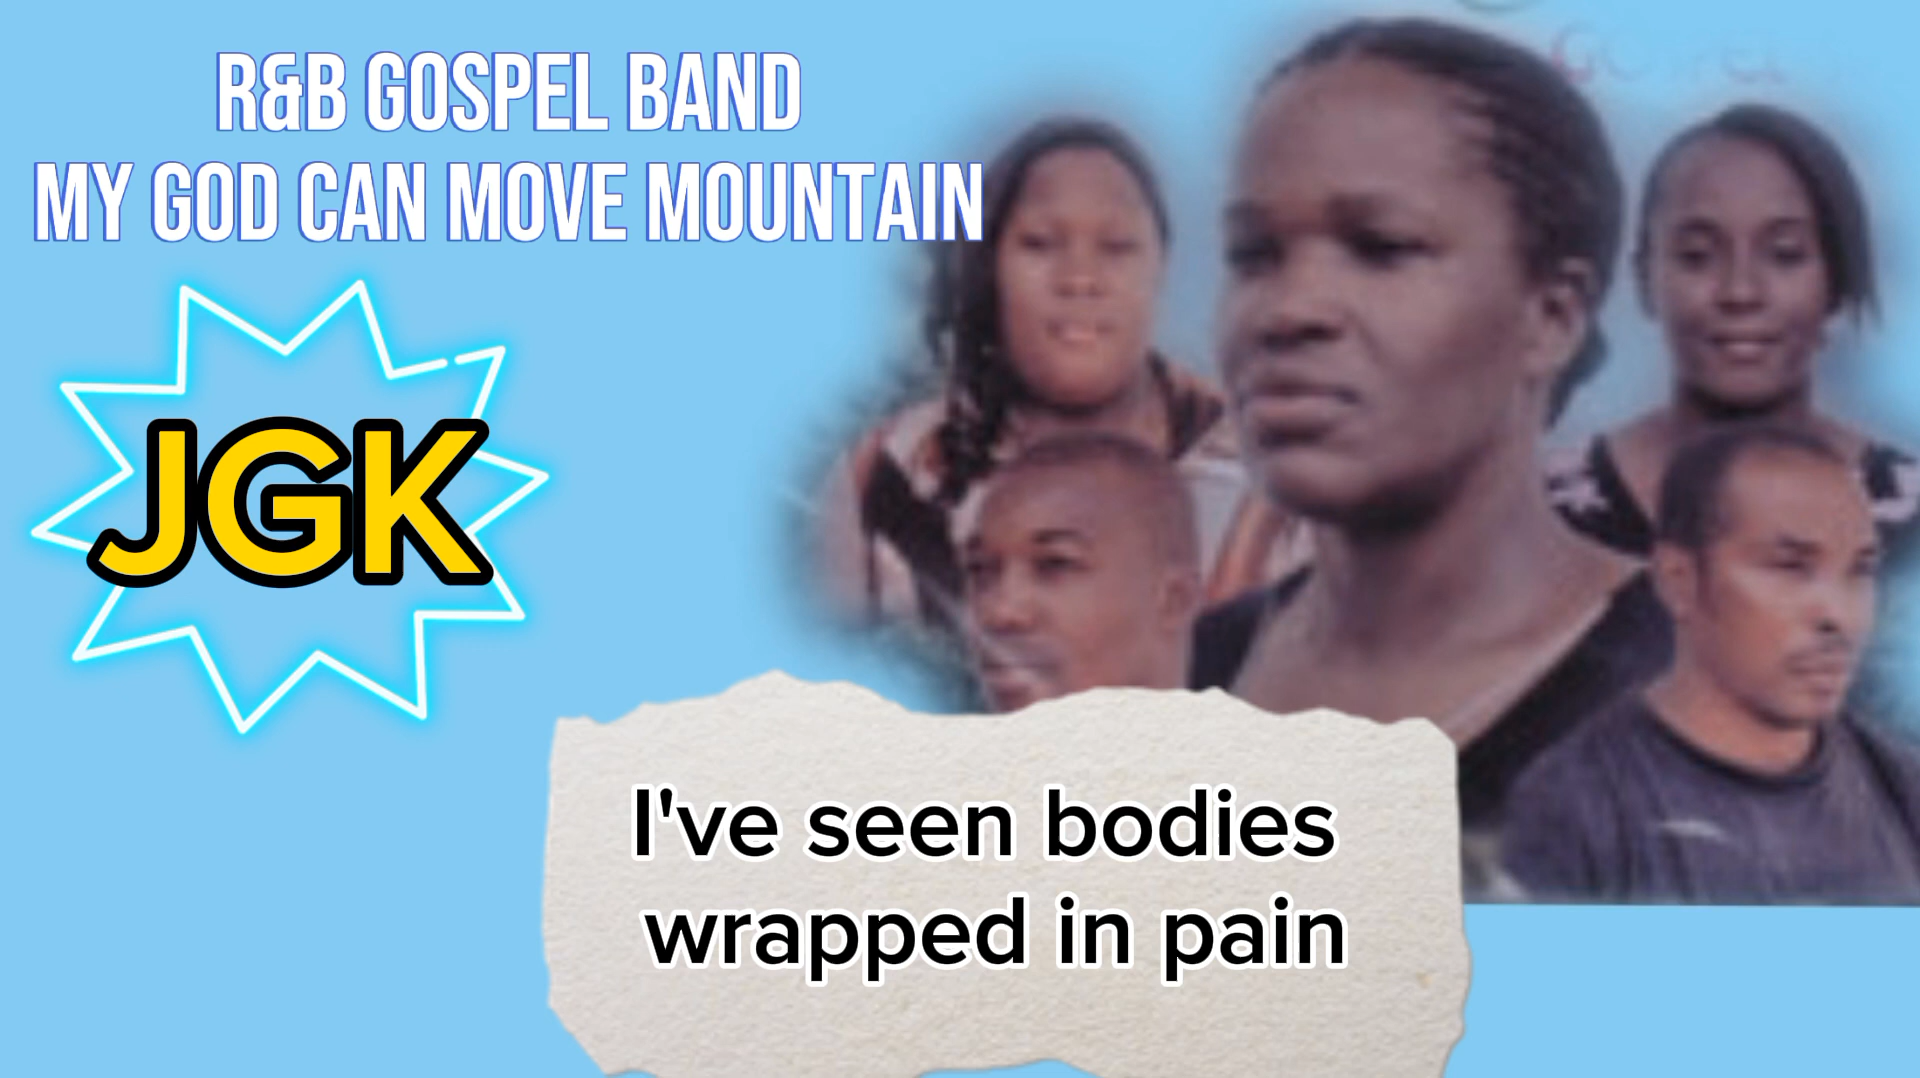 R&B GOSPEL BAND
MY GOD CAN MOVE MOUNTAIN
JGK
I've seen bodies
wrapped in pain